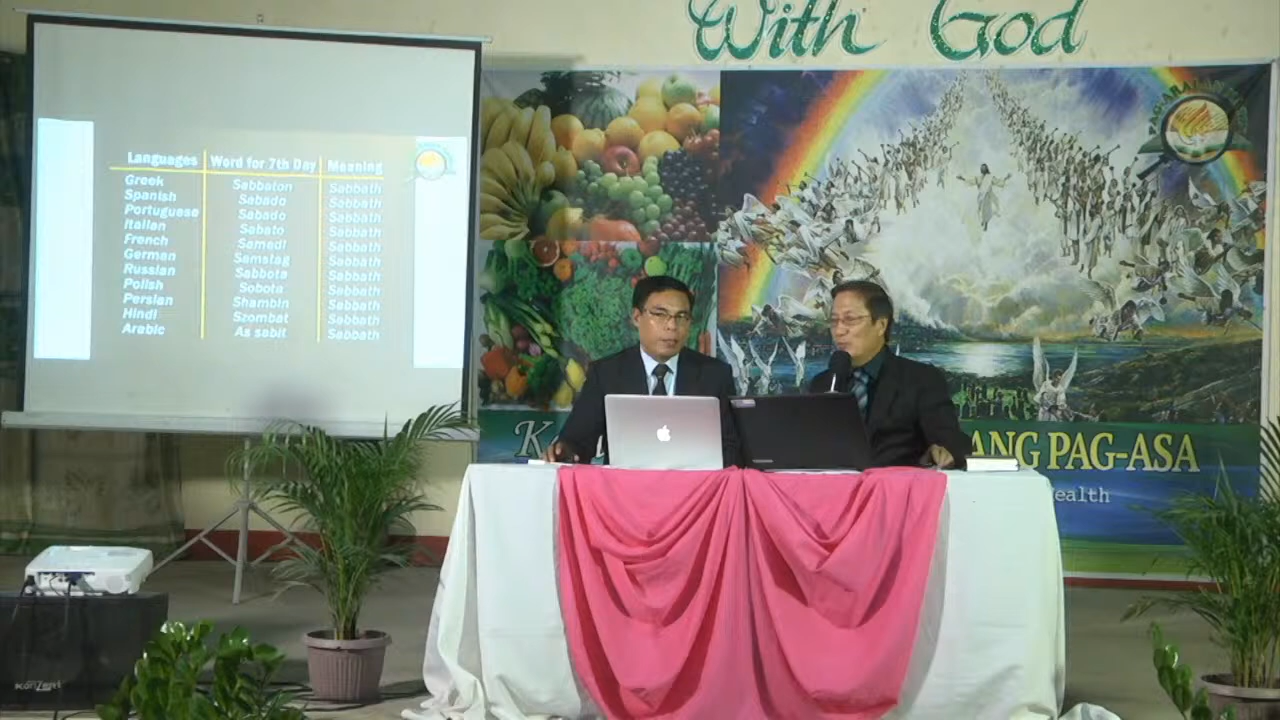 With God
Languages Word for 7th Day Meaning
Greek Sabbaton Sabbath
Spanish Sabado Sabbath
Portuguese Sabado Sabbath
Italian Sabato Sabbath
French Samedi Sabbath
German Samstag Sabbath
Russian Sabbota Sabbath
Polish Sobota Sabbath
Persian Shambin Sabbath
Hindi Szombat Sabbath
Arabic As sabit Sabbath
ANG PAG-ASA
ealth
konzert